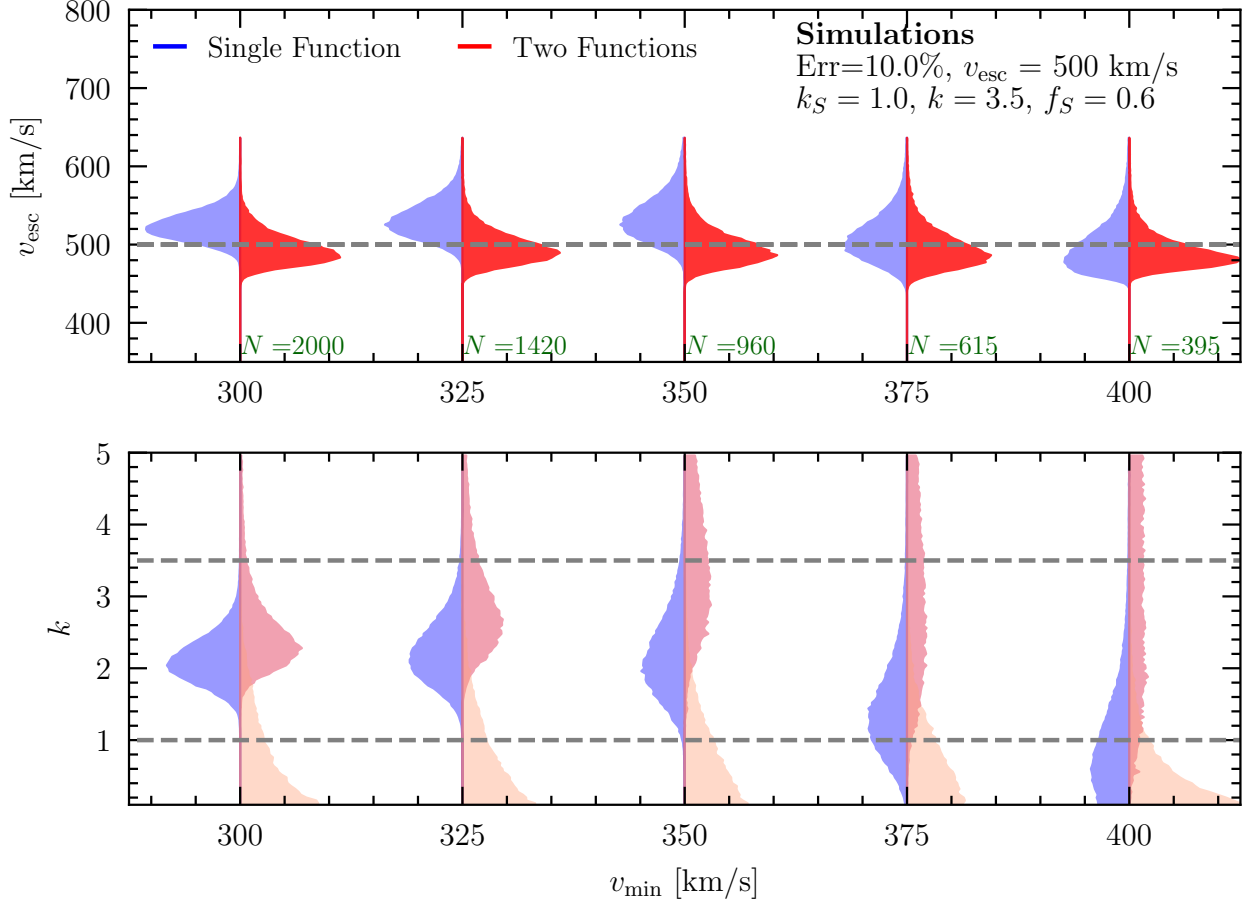 800
700
600
500
400
v_esc [km/s]
Single Function
Two Functions
Simulations
Err=10.0%, v_esc = 500 km/s
k_S = 1.0, k = 3.5, f_S = 0.6
N =2000
N =1420
N =960
N =615
N =395
300
325
350
375
400
5
4
3
2
1
k
300
325
350
375
400
v_min [km/s]